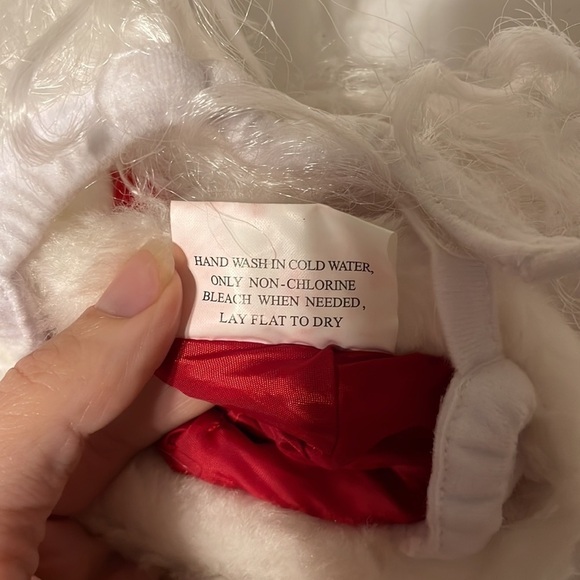 HAND WASH IN COLD WATER,
ONLY NON-CHLORINE
BLEACH WHEN NEEDED,
LAY FLAT TO DRY